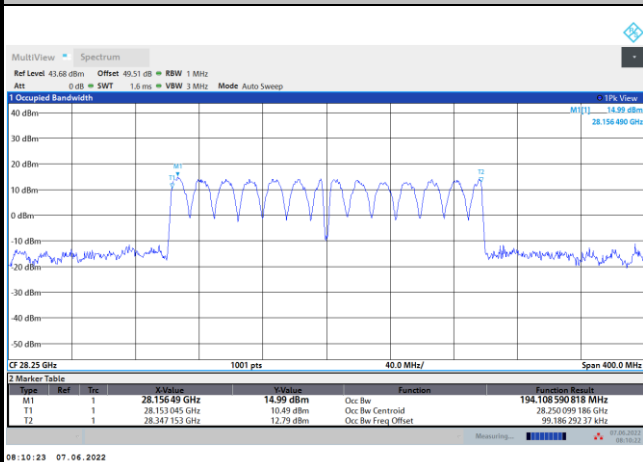 MultiView Spectrum
Ref Level 43.68 dBm Offset 49.51 dB RBW 1 MHz
Att 0 dB SWT 1.6 ms VBW 3 MHz Mode Auto Sweep
1 Occupied Bandwidth 1Pk View
M1[1] 14.99 dBm
28.156 490 GHz
40 dBm
30 dBm
20 dBm
M1
T1
T2
10 dBm
0 dBm
-10 dBm
-20 dBm
-30 dBm
-40 dBm
-50 dBm
CF 28.25 GHz 1001 pts 40.0 MHz/ Span 400.0 MHz
2 Marker Table
Type Ref Trc X-Value Y-Value Function Function Result
M1 1 28.15649 GHz 14.99 dBm Occ Bw 194.108 590 818 MHz
T1 1 28.153 045 GHz 10.49 dBm Occ Bw Centroid 28.250 099 186 GHz
T2 1 28.347 153 GHz 12.79 dBm Occ Bw Freq Offset 99.186 292 37 kHz
Measuring... 07.06.2022
08:10:22
08:10:23 07.06.2022